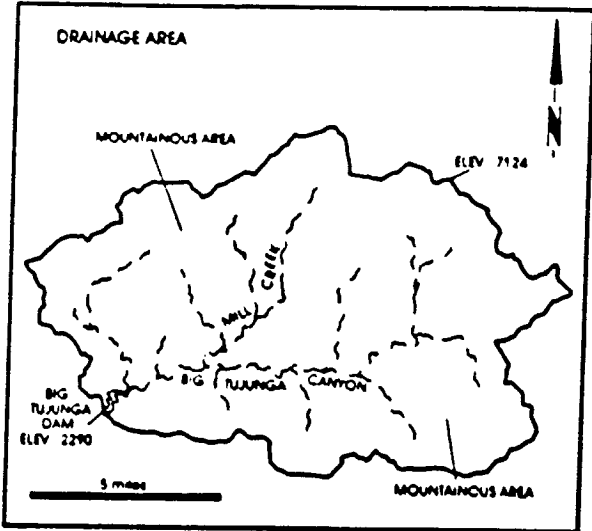 DRAINAGE AREA
N
MOUNTAINOUS AREA
ELEV 7124
MILL CREEK
BIG TUJUNGA CANYON
BIG
TUJUNGA
DAM
ELEV 2290
5 miles
MOUNTAINOUS AREA